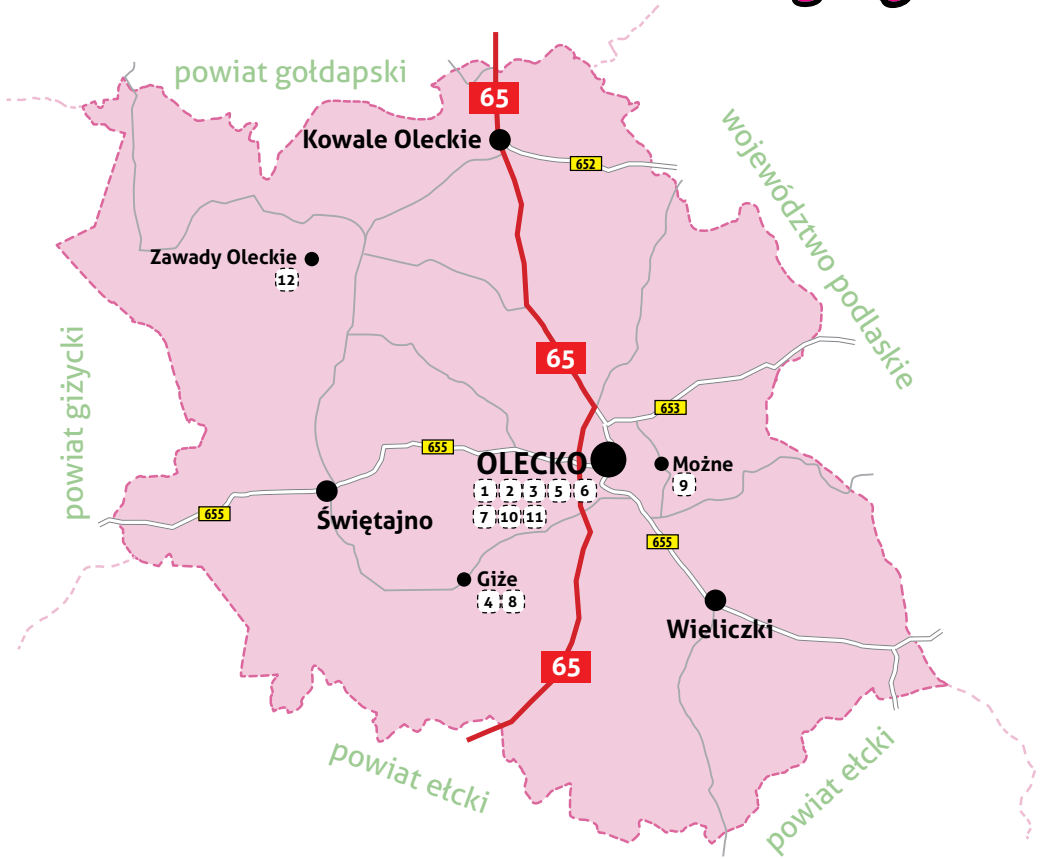 powiat gołdapski
65
Kowale Oleckie
652
województwo podlaskie
Zawady Oleckie
12
powiat giżycki
65
653
655
OLECKO
Możne
9
1 2 3 5 6
7 10 11
655
Świętajno
655
Giże
4 8
Wieliczki
65
powiat ełcki
powiat ełcki